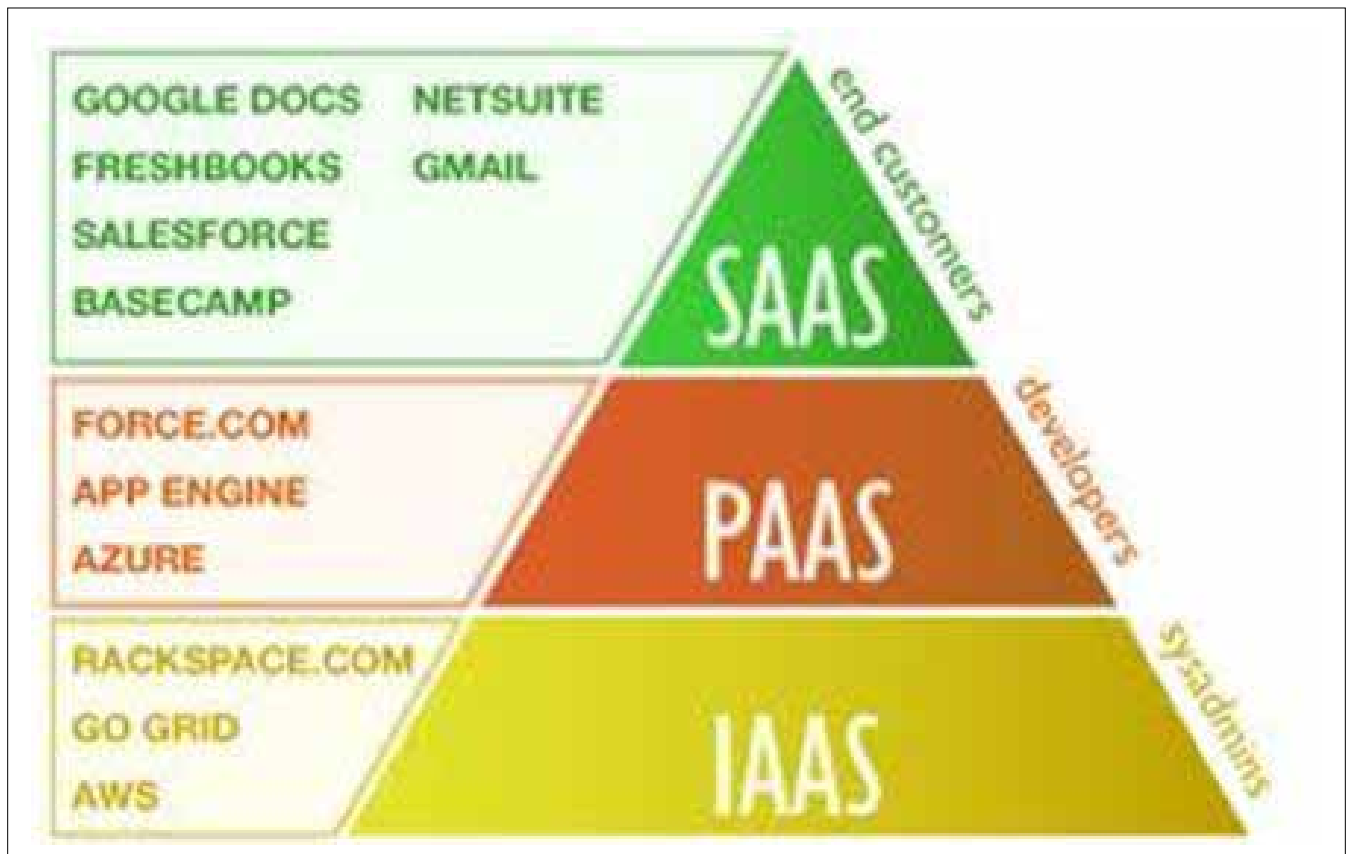 GOOGLE DOCS NETSUITE
FRESHBOOKS GMAIL
SALESFORCE
BASECAMP
SAAS
end customers
FORCE.COM
APP ENGINE
AZURE
PAAS
developers
RACKSPACE.COM
GO GRID
AWS
IAAS
sysadmins